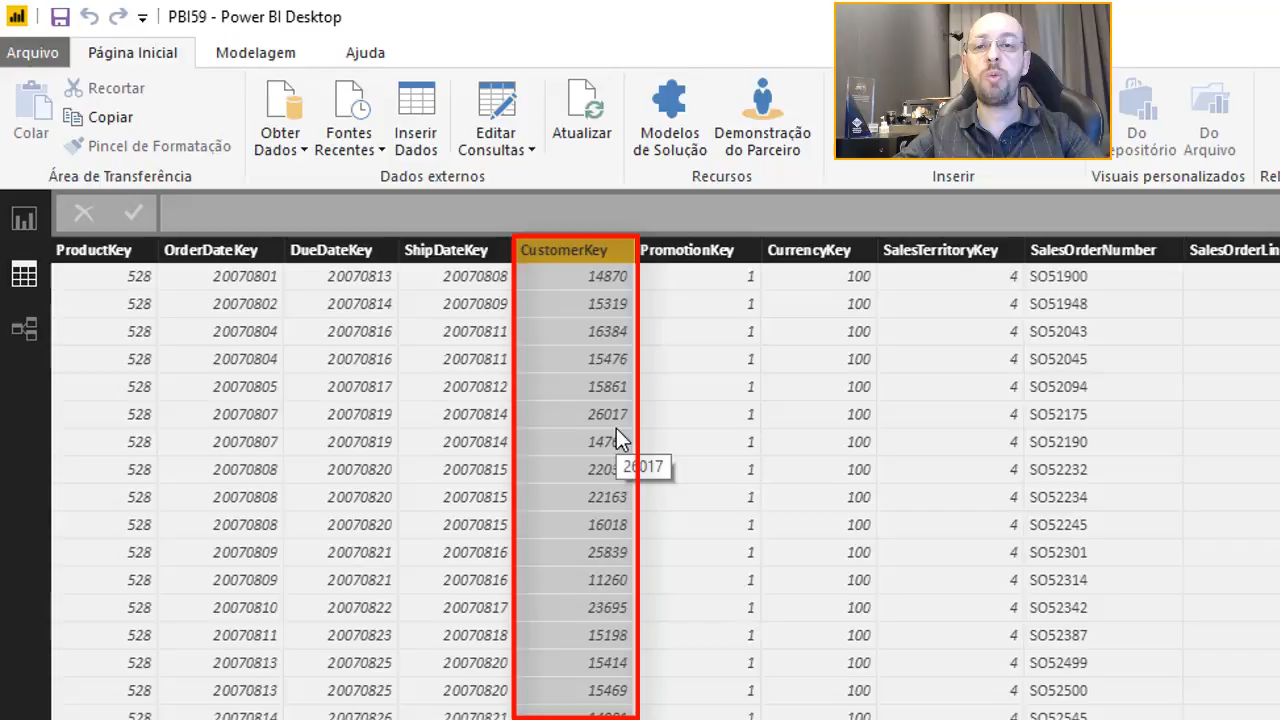 PBI59 - Power BI Desktop
Arquivo Página Inicial Modelagem Ajuda
Colar
Recortar
Copiar
Pincel de Formatação
Área de Transferência
Obter Dados
Fontes Recentes
Inserir Dados
Editar Consultas
Dados externos
Atualizar
Modelos de Solução
Demonstração do Parceiro
Recursos
Inserir
Do
Do Arquivo
Visuais personalizados
ProductKey OrderDateKey DueDateKey ShipDateKey CustomerKey PromotionKey CurrencyKey SalesTerritoryKey SalesOrderNumber
528 20070801 20070813 20070808 14870 1 100 4 SO51900
528 20070802 20070814 20070809 15319 1 100 4 SO51948
528 20070804 20070816 20070811 16384 1 100 4 SO52043
528 20070804 20070816 20070811 15476 1 100 4 SO52045
528 20070805 20070817 20070812 15861 1 100 4 SO52094
528 20070807 20070819 20070814 26017 1 100 4 SO52175
528 20070807 20070819 20070814 1 100 4 SO52190
26017
528 20070808 20070820 20070815 1 100 4 SO52232
528 20070808 20070820 20070815 22163 1 100 4 SO52234
528 20070808 20070820 20070815 16018 1 100 4 SO52245
528 20070809 20070821 20070816 25839 1 100 4 SO52301
528 20070809 20070821 20070816 11260 1 100 4 SO52314
528 20070810 20070822 20070817 23695 1 100 4 SO52342
528 20070811 20070823 20070818 15198 1 100 4 SO52387
528 20070813 20070825 20070820 15414 1 100 4 SO52499
528 20070813 20070825 20070820 15469 1 100 4 SO52500
528 20070814 20070826 20070821 1 100 4 SO52545